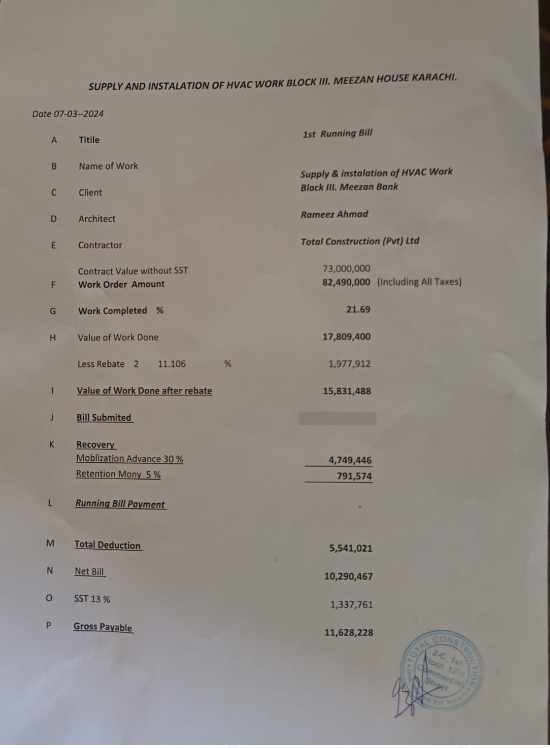 SUPPLY AND INSTALATION OF HVAC WORK BLOCK III. MEEZAN HOUSE KARACHI.
Date 07-03--2024
A Titile 1st Running Bill
B Name of Work Supply & instalation of HVAC Work
Block III. Meezan Bank
C Client
D Architect Rameez Ahmad
E Contractor Total Construction (Pvt) Ltd
Contract Value without SST 73,000,000
F Work Order Amount 82,490,000 (Including All Taxes)
G Work Completed % 21.69
H Value of Work Done 17,809,400
Less Rebate 2 11.106 % 1,977,912
I Value of Work Done after rebate 15,831,488
J Bill Submited
K Recovery
Moblization Advance 30 % 4,749,446
Retention Mony 5 % 791,574
L Running Bill Payment -
M Total Deduction 5,541,021
N Net Bill 10,290,467
O SST 13 % 1,337,761
P Gross Payable 11,628,228
TOTAL CONSTRUCTION
2-C 1st
floor, 12th
Commercial
Street